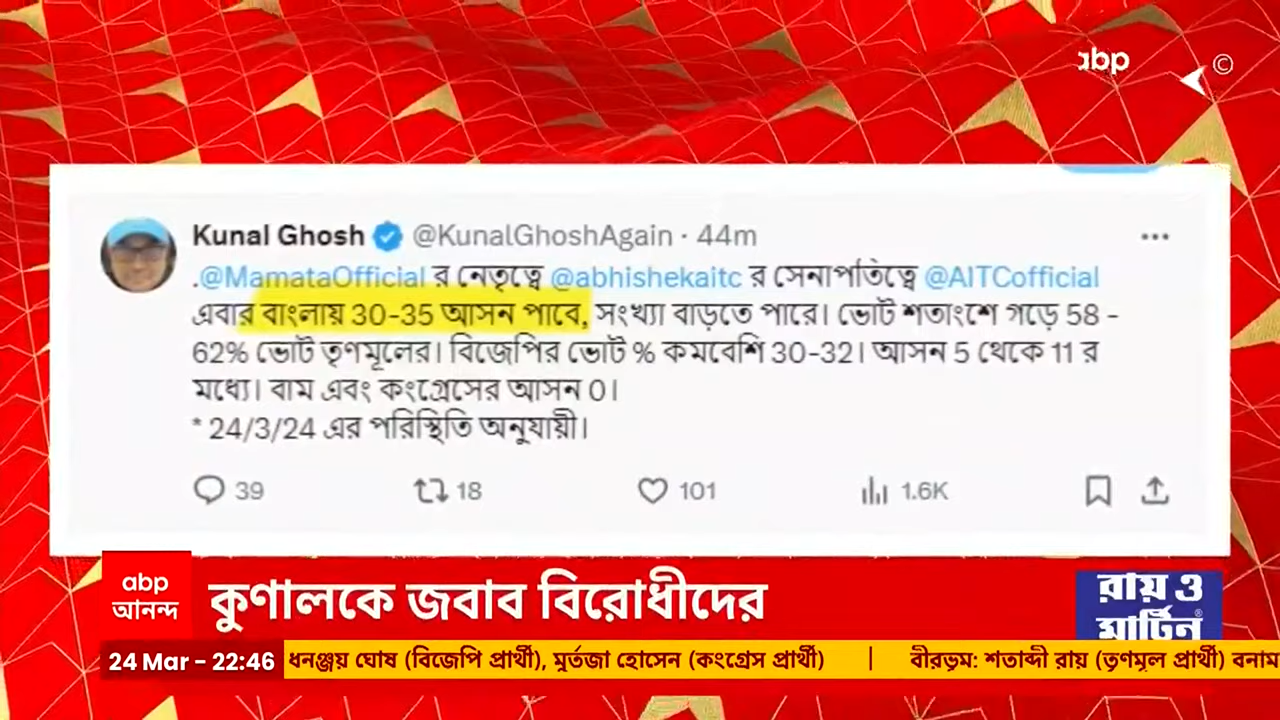 abp
©
Kunal Ghosh @KunalGhoshAgain · 44m
.@MamataOfficial র নেতৃত্বে @abhishekaitc র সেনাপতিত্বে @AITCofficial
এবার বাংলায় 30-35 আসন পাবে, সংখ্যা বাড়তে পারে। ভোট শতাংশে গড়ে 58 -
62% ভোট তৃণমূলের। বিজেপির ভোট % কমবেশি 30-32। আসন 5 থেকে 11 র
মধ্যে। বাম এবং কংগ্রেসের আসন 0।
* 24/3/24 এর পরিস্থিতি অনুযায়ী।
39 18 101 1.6K
abp
আনন্দ
কুণালকে জবাব বিরোধীদের
রায় ও
মার্টিন®
24 Mar - 22:46
ধনঞ্জয় ঘোষ (বিজেপি প্রার্থী), মুর্তজা হোসেন (কংগ্রেস প্রার্থী) | বীরভূম: শতাব্দী রায় (তৃণমূল প্রার্থী) বনাম